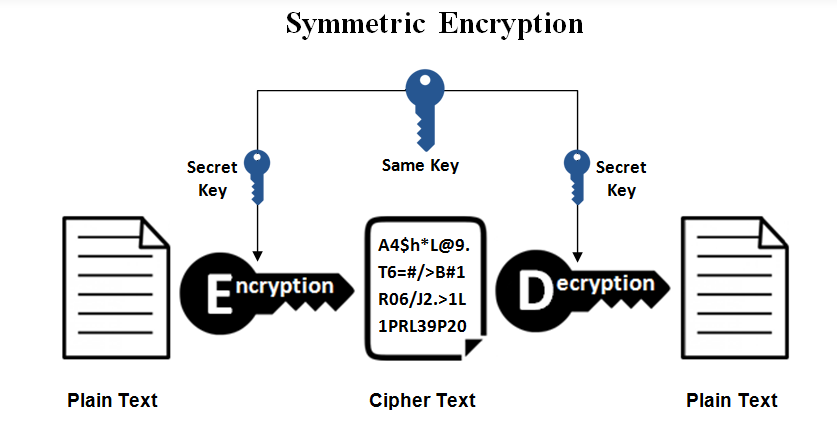 Symmetric Encryption
Secret
Key
Same Key
Secret
Key
Encryption
A4$h*L@9.
T6=#/>B#1
R06/J2.>1L
1PRL39P20
Decryption
Plain Text
Cipher Text
Plain Text